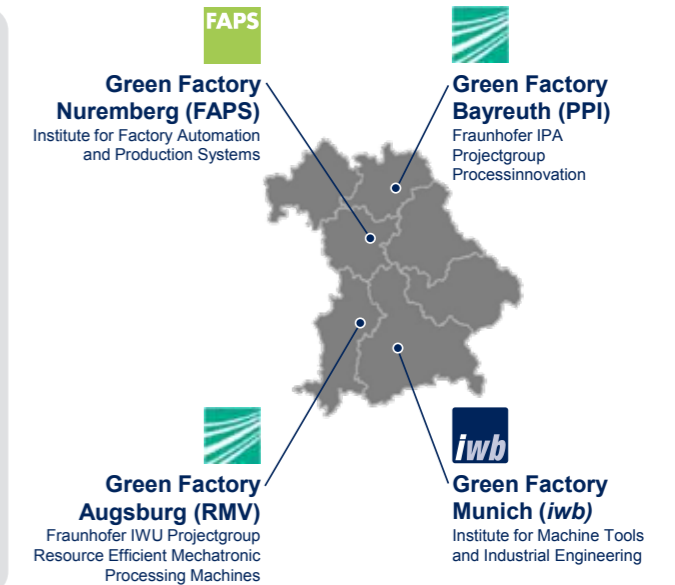 FAPS
Green Factory
Nuremberg (FAPS)
Institute for Factory Automation
and Production Systems
Green Factory
Bayreuth (PPI)
Fraunhofer IPA
Projectgroup
Processinnovation
Green Factory
Augsburg (RMV)
Fraunhofer IWU Projectgroup
Resource Efficient Mechatronic
Processing Machines
iwb
Green Factory
Munich (iwb)
Institute for Machine Tools
and Industrial Engineering